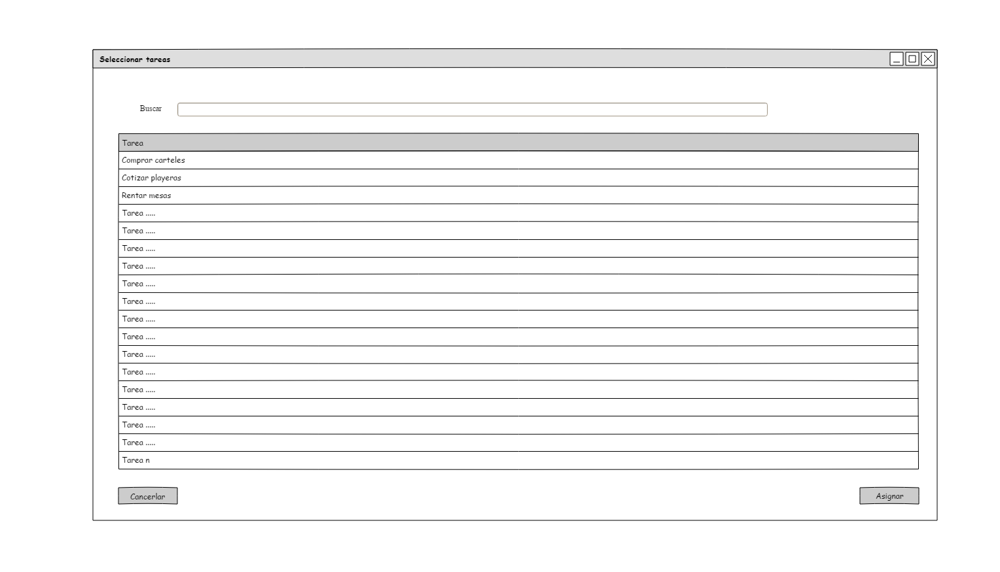 Seleccionar tareas
Buscar
Tarea
Comprar carteles
Cotizar playeras
Rentar mesas
Tarea .....
Tarea .....
Tarea .....
Tarea .....
Tarea .....
Tarea .....
Tarea .....
Tarea .....
Tarea .....
Tarea .....
Tarea .....
Tarea .....
Tarea .....
Tarea .....
Tarea n
Cancerlar
Asignar